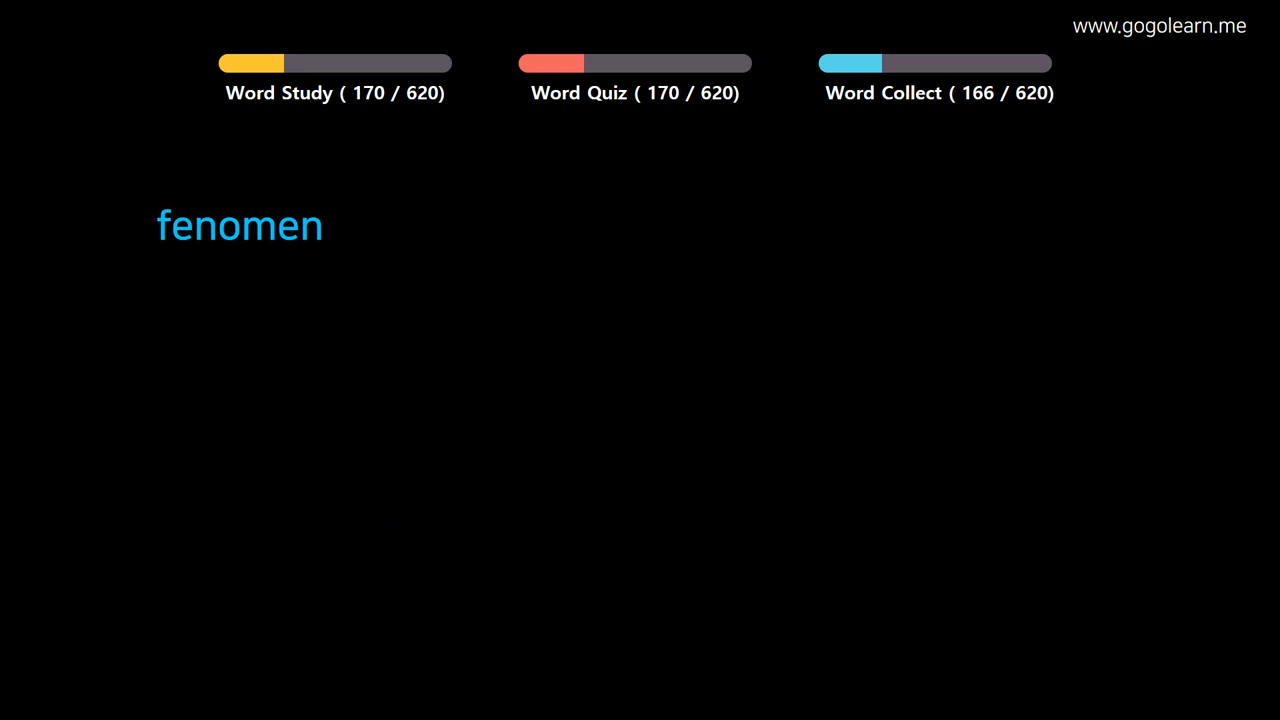 www.gogolearn.me
Word Study ( 170 / 620)
Word Quiz ( 170 / 620)
Word Collect ( 166 / 620)
fenomen